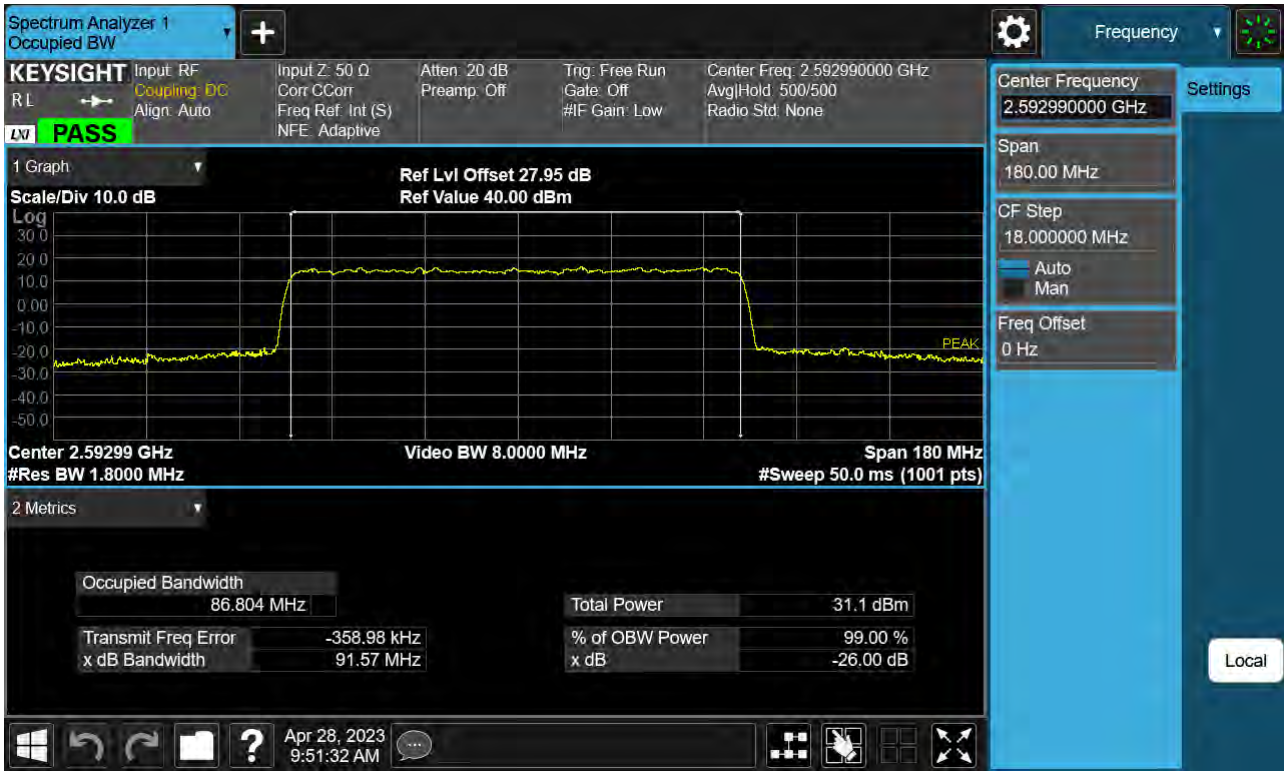 Spectrum Analyzer 1
Occupied BW
+
Frequency
KEYSIGHT
RL
LXI
PASS
Input: RF
Coupling: DC
Align: Auto
Input Z: 50 Ω
Corr CCorr
Freq Ref: Int (S)
NFE: Adaptive
Atten: 20 dB
Preamp: Off
Trig: Free Run
Gate: Off
#IF Gain: Low
Center Freq: 2.592990000 GHz
Avg|Hold: 500/500
Radio Std: None
Center Frequency
2.592990000 GHz
Settings
Span
180.00 MHz
CF Step
18.000000 MHz
Auto
Man
Freq Offset
0 Hz
1 Graph
Ref Lvl Offset 27.95 dB
Scale/Div 10.0 dB
Ref Value 40.00 dBm
Log
30.0
20.0
10.0
0.00
-10.0
-20.0
-30.0
-40.0
-50.0
PEAK
Center 2.59299 GHz
Video BW 8.0000 MHz
Span 180 MHz
#Res BW 1.8000 MHz
#Sweep 50.0 ms (1001 pts)
2 Metrics
Occupied Bandwidth
86.804 MHz
Total Power 31.1 dBm
Transmit Freq Error -358.98 kHz
% of OBW Power 99.00 %
x dB Bandwidth 91.57 MHz
x dB -26.00 dB
Local
?
Apr 28, 2023
9:51:32 AM